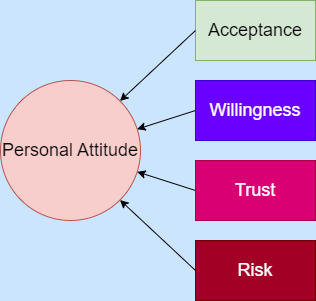 Acceptance
Willingness
Personal Attitude
Trust
Risk